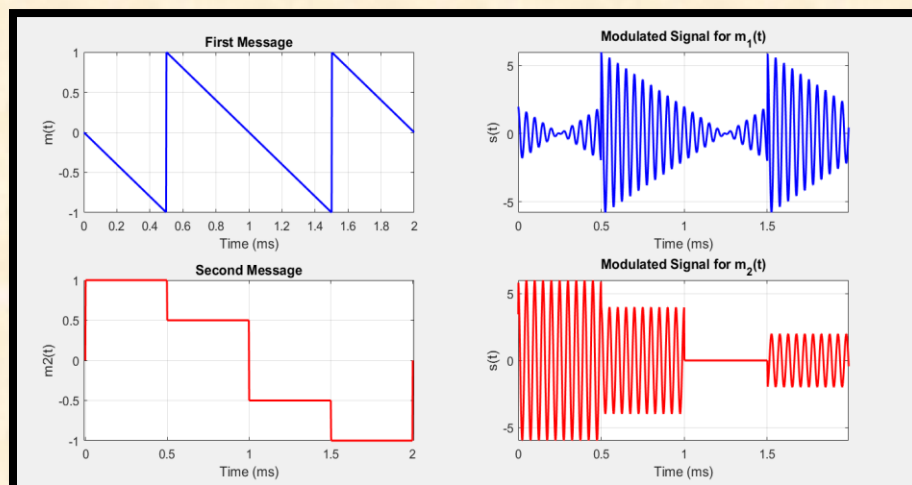 First Message
1
0.5
0
-0.5
-1
m(t)
0 0.2 0.4 0.6 0.8 1 1.2 1.4 1.6 1.8 2
Time (ms)
Modulated Signal for m1(t)
5
0
-5
s(t)
0 0.5 1 1.5
Time (ms)
Second Message
1
0.5
0
-0.5
-1
m2(t)
0 0.5 1 1.5 2
Time (ms)
Modulated Signal for m2(t)
5
0
-5
s(t)
0 0.5 1 1.5
Time (ms)